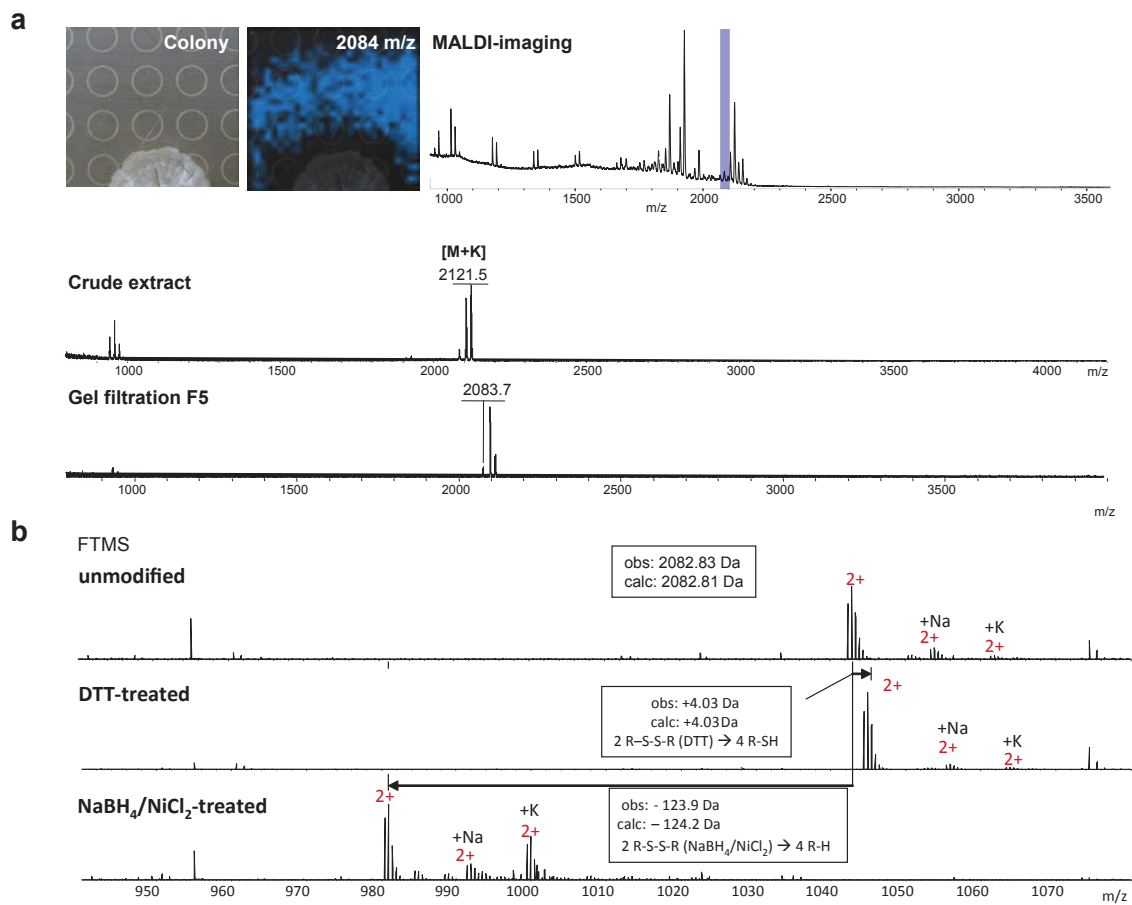 a
Colony
2084 m/z
MALDI-imaging
1000 1500 2000 2500 3000 3500
m/z
[M+K]
Crude extract
2121.5
1000 1500 2000 2500 3000 3500 4000 m/z
Gel filtration F5
2083.7
1000 1500 2000 2500 3000 3500
m/z
b
FTMS
unmodified
obs: 2082.83 Da
calc: 2082.81 Da
2+
+Na
2+
+K
2+
DTT-treated
obs: +4.03 Da
calc: +4.03Da
2 R–S-S-R (DTT) → 4 R-SH
2+
+Na
2+
+K
2+
NaBH4/NiCl2-treated
obs: - 123.9 Da
calc: – 124.2 Da
2 R-S-S-R (NaBH4/NiCl2) → 4 R-H
2+
+Na
2+
+K
2+
950 960 970 980 990 1000 1010 1020 1030 1040 1050 1060 1070
m/z